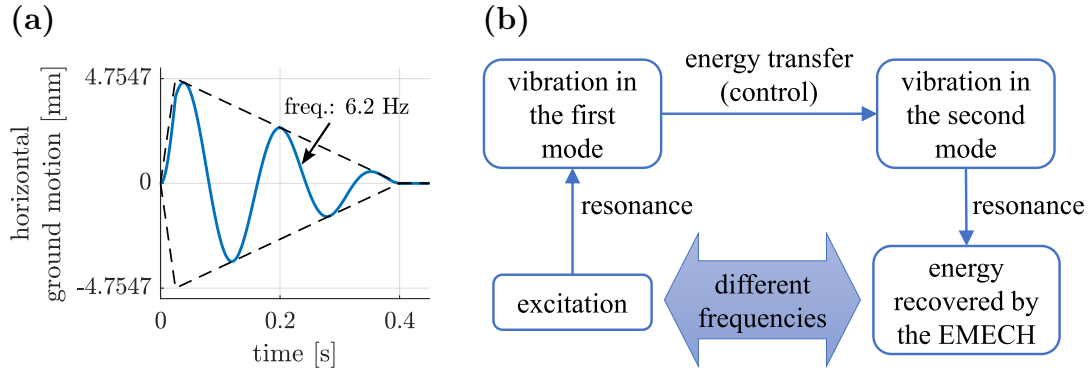 (a)
horizontal
ground motion [mm]
4.7547
0
-4.7547
freq.: 6.2 Hz
0
0.2
0.4
time [s]
(b)
vibration in
the first
mode
energy transfer
(control)
vibration in
the second
mode
resonance
resonance
excitation
different
frequencies
energy
recovered by
the EMECH